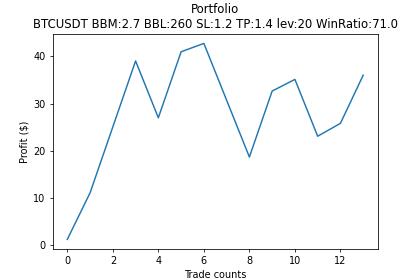 Portfolio
BTCUSDT BBM:2.7 BBL:260 SL:1.2 TP:1.4 lev:20 WinRatio:71.0
40
30
20
10
0
Profit ($)
0 2 4 6 8 10 12
Trade counts